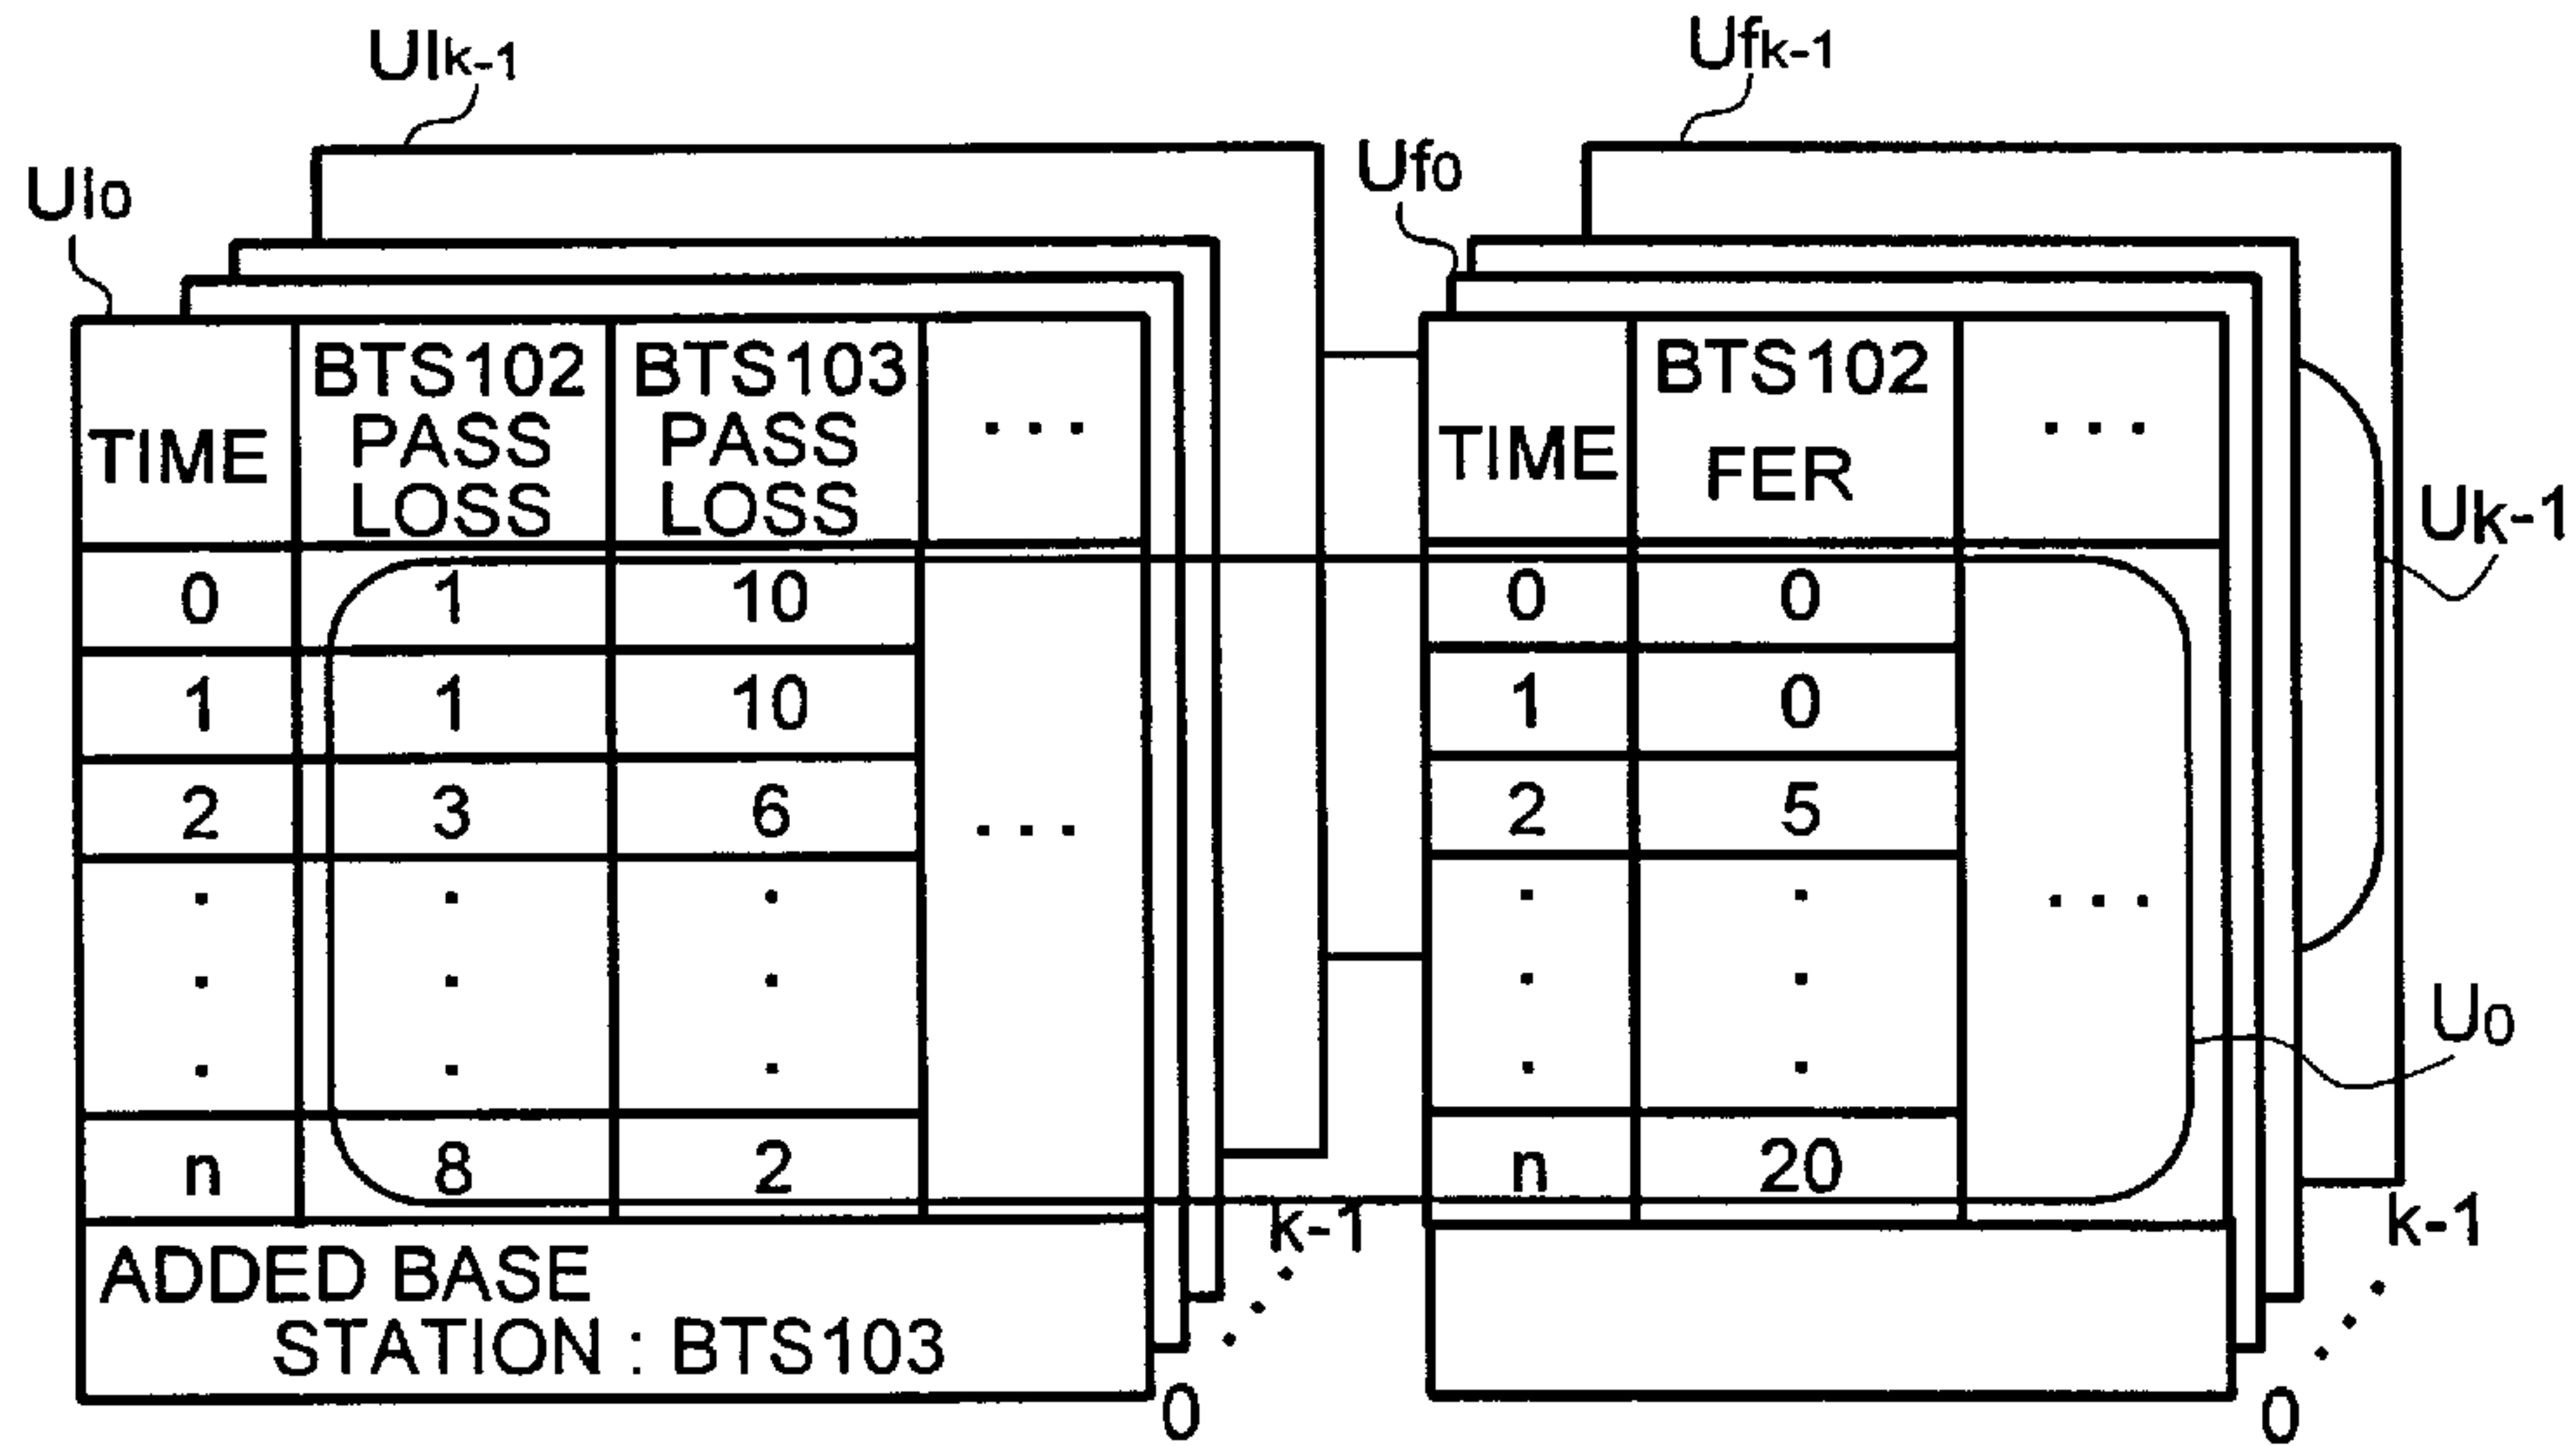 Ulk-1
Ufk-1
Ul0
Uf0
TIME BTS102 PASS LOSS BTS103 PASS LOSS ...
0 1 10
1 1 10
2 3 6 ...
. . .
. . .
. . .
n 8 2
ADDED BASE
STATION : BTS103
0 . . . k-1
TIME BTS102 FER ...
0 0
1 0
2 5
. . ...
. .
. .
n 20
0 . . . k-1
Uk-1
U0